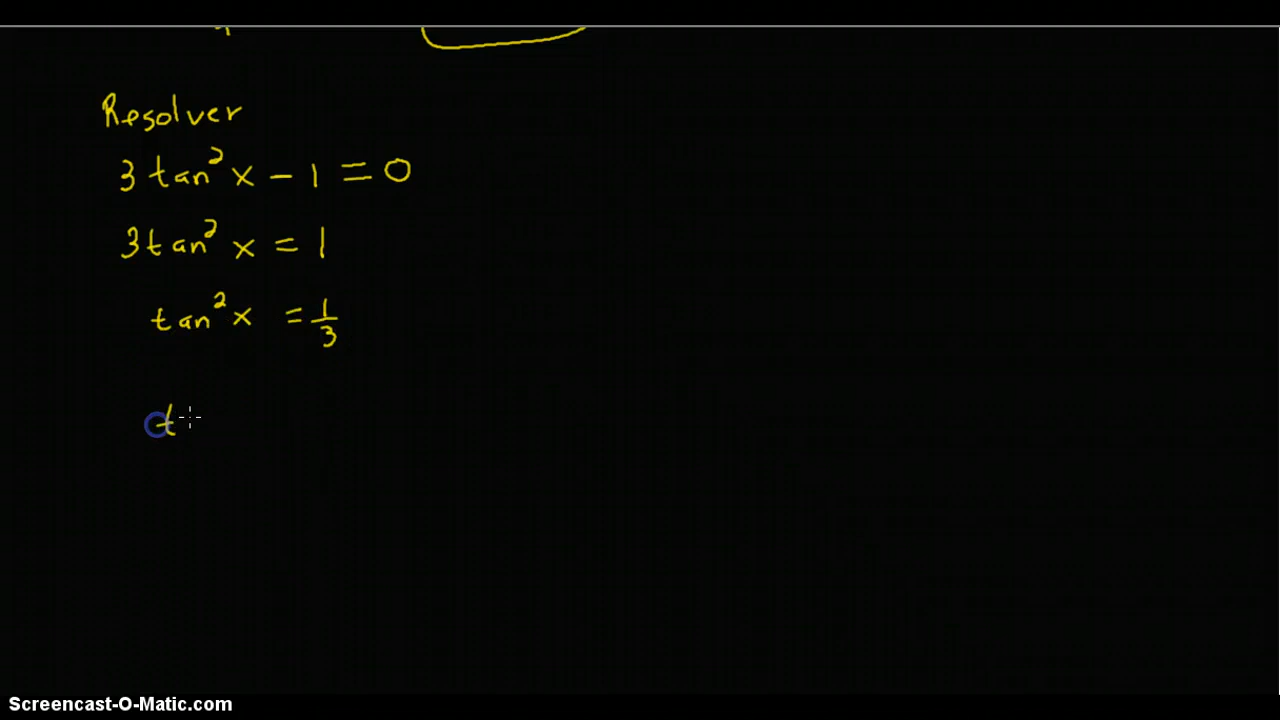 Resolver
3 tan² x - 1 = 0
3 tan² x = 1
tan² x = 1/3
t
Screencast-O-Matic.com